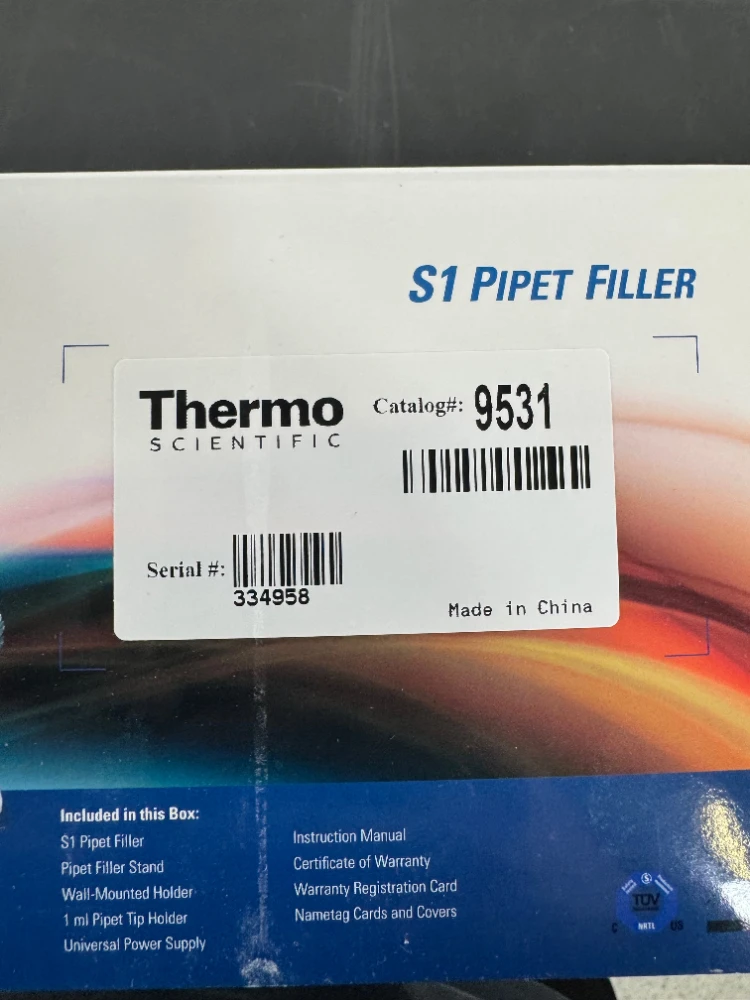 S1 PIPET FILLER
Thermo
SCIENTIFIC
Catalog#: 9531
Serial #:
334958
Made in China
Included in this Box:
S1 Pipet Filler
Pipet Filler Stand
Wall-Mounted Holder
1 ml Pipet Tip Holder
Universal Power Supply
Instruction Manual
Certificate of Warranty
Warranty Registration Card
Nametag Cards and Covers
TÜV
C NRTL US